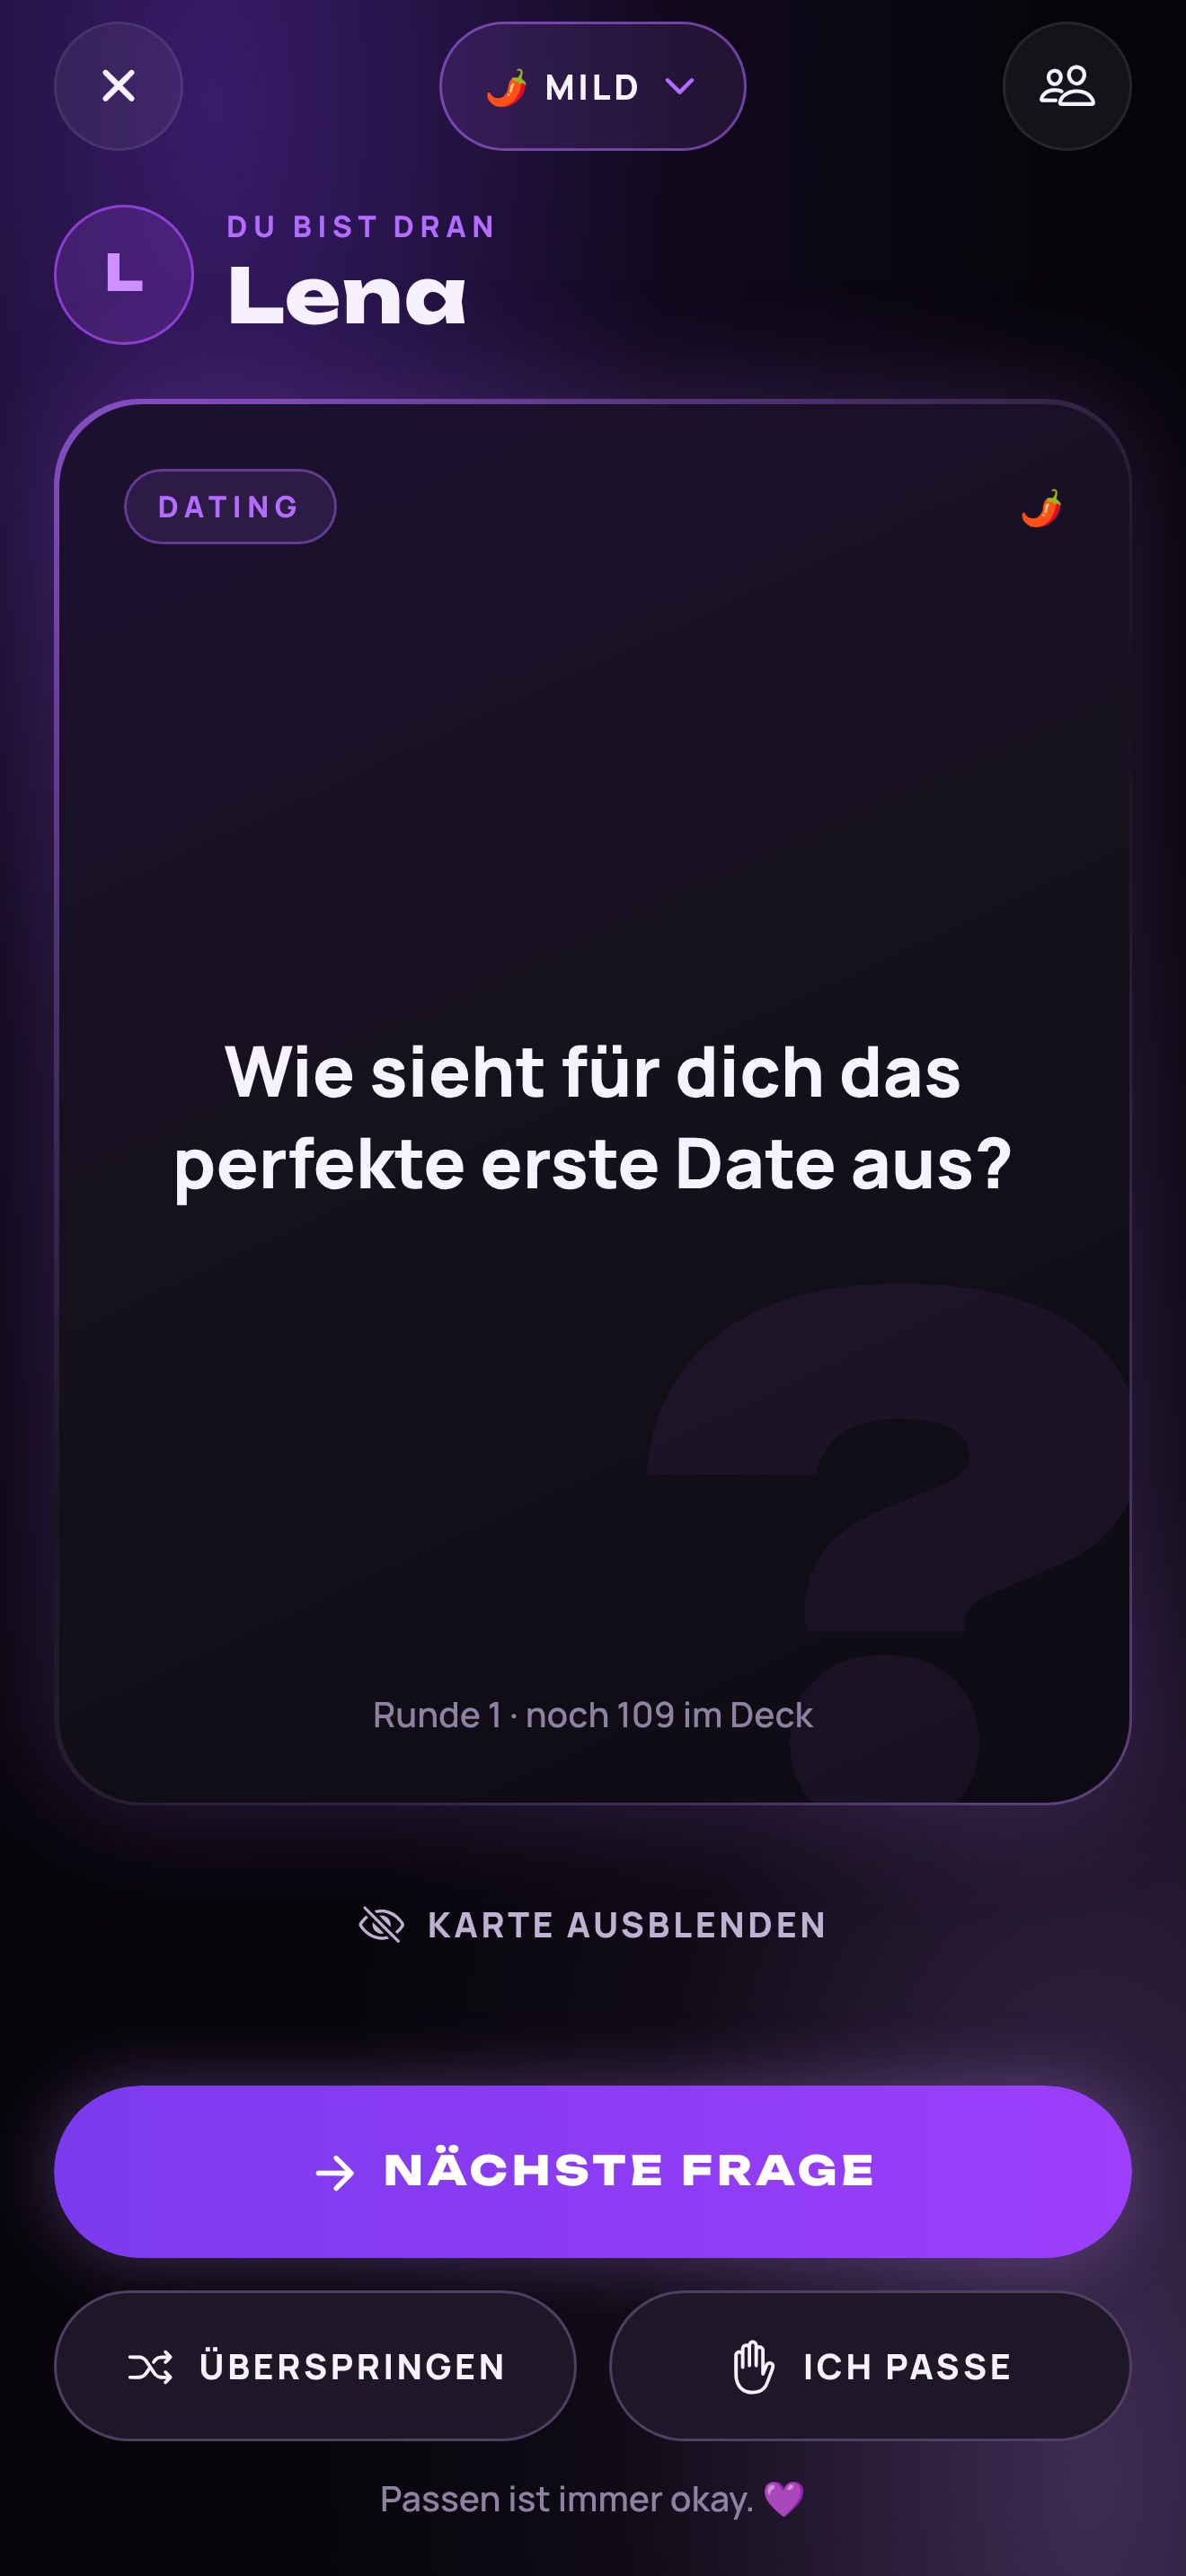 🌶️ MILD
DU BIST DRAN
L
Lena
DATING
🌶️
Wie sieht für dich das
perfekte erste Date aus?
?
Runde 1 · noch 109 im Deck
KARTE AUSBLENDEN
→ NÄCHSTE FRAGE
ÜBERSPRINGEN
ICH PASSE
Passen ist immer okay. 💜